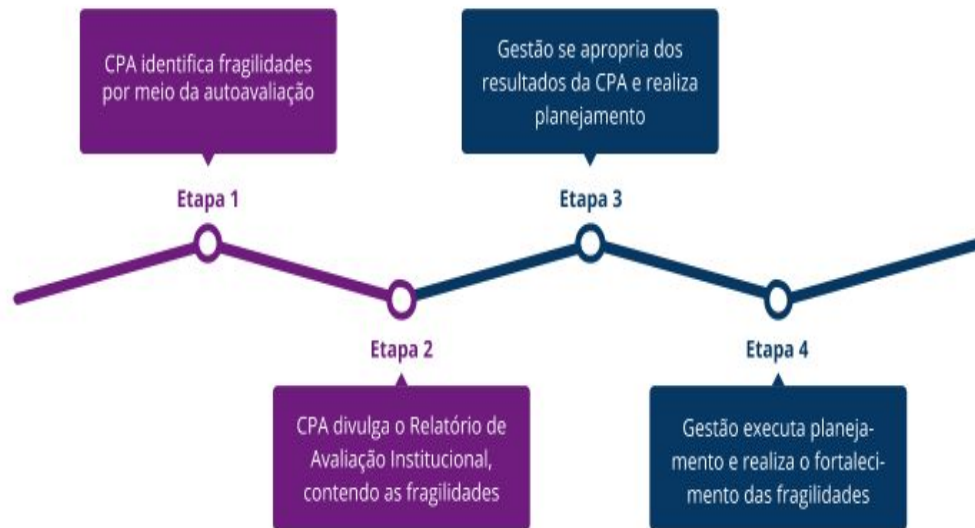 CPA identifica fragilidades
por meio da autoavaliação
Etapa 1
CPA divulga o Relatório de
Avaliação Institucional,
contendo as fragilidades
Etapa 2
Gestão se apropria dos
resultados da CPA e realiza
planejamento
Etapa 3
Gestão executa planeja-
mento e realiza o fortaleci-
mento das fragilidades
Etapa 4